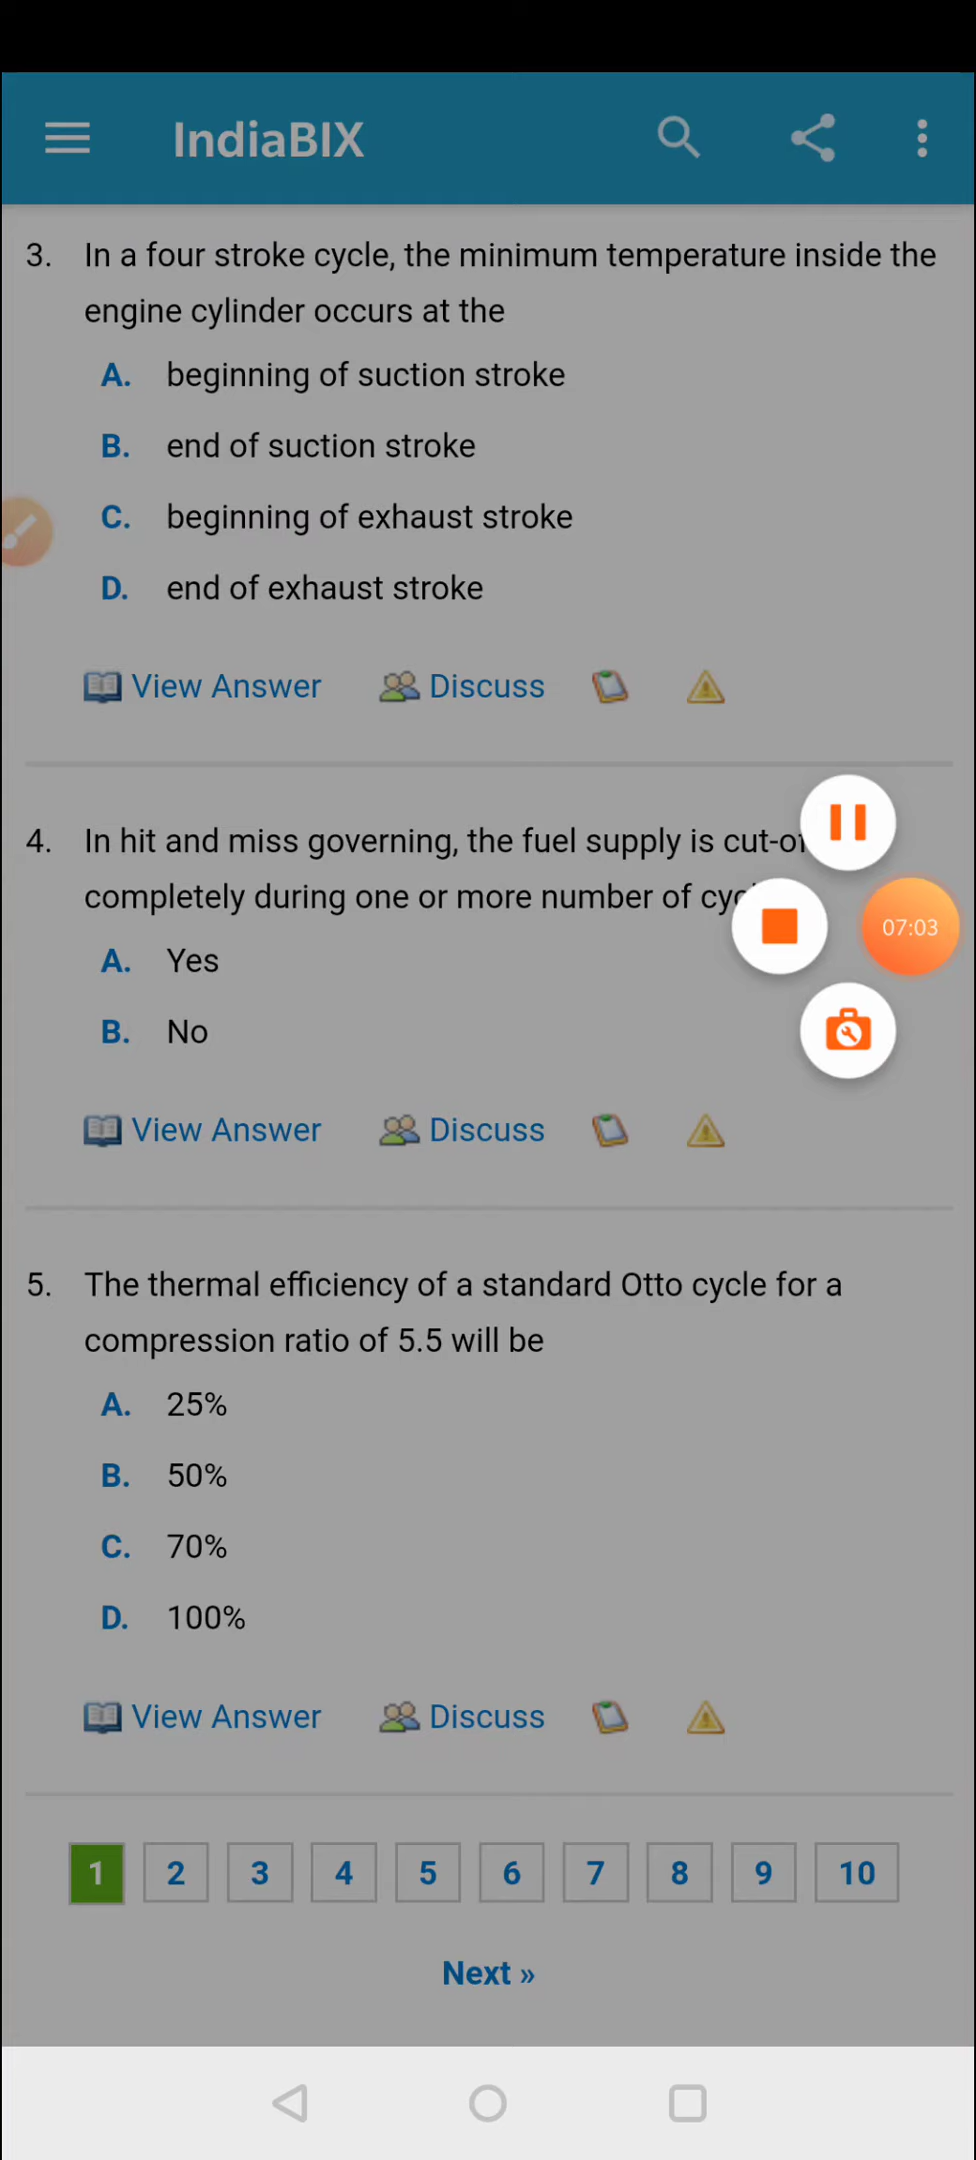 IndiaBIX
3. In a four stroke cycle, the minimum temperature inside the
engine cylinder occurs at the
A. beginning of suction stroke
B. end of suction stroke
C. beginning of exhaust stroke
D. end of exhaust stroke
View Answer Discuss
4. In hit and miss governing, the fuel supply is
completely during one or more number of
07:03
A. Yes
B. No
View Answer Discuss
5. The thermal efficiency of a standard Otto cycle for a
compression ratio of 5.5 will be
A. 25%
B. 50%
C. 70%
D. 100%
View Answer Discuss
1 2 3 4 5 6 7 8 9 10
Next »